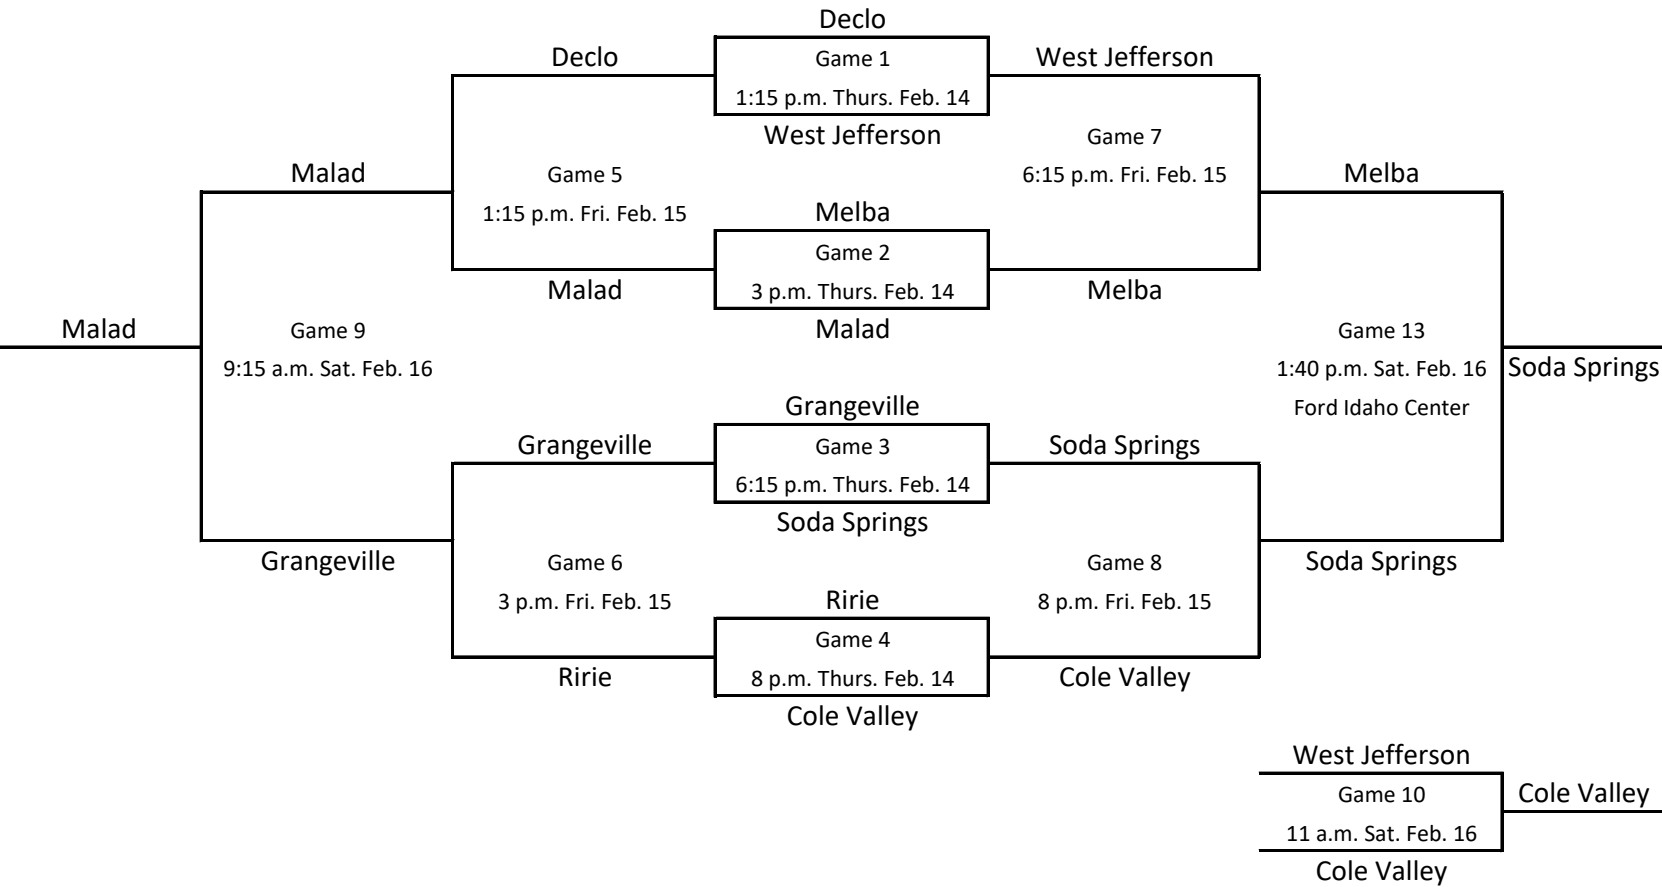 Declo
Declo
Game 1
West Jefferson
1:15 p.m. Thurs. Feb. 14
West Jefferson
Game 7
Malad
Game 5
6:15 p.m. Fri. Feb. 15
Melba
1:15 p.m. Fri. Feb. 15
Melba
Game 2
Malad
3 p.m. Thurs. Feb. 14
Melba
Malad
Game 9
Malad
Game 13
9:15 a.m. Sat. Feb. 16
1:40 p.m. Sat. Feb. 16
Soda Springs
Grangeville
Ford Idaho Center
Grangeville
Game 3
Soda Springs
6:15 p.m. Thurs. Feb. 14
Soda Springs
Grangeville
Game 6
Game 8
Soda Springs
3 p.m. Fri. Feb. 15
Ririe
8 p.m. Fri. Feb. 15
Game 4
Ririe
8 p.m. Thurs. Feb. 14
Cole Valley
Cole Valley
West Jefferson
Game 10
Cole Valley
11 a.m. Sat. Feb. 16
Cole Valley